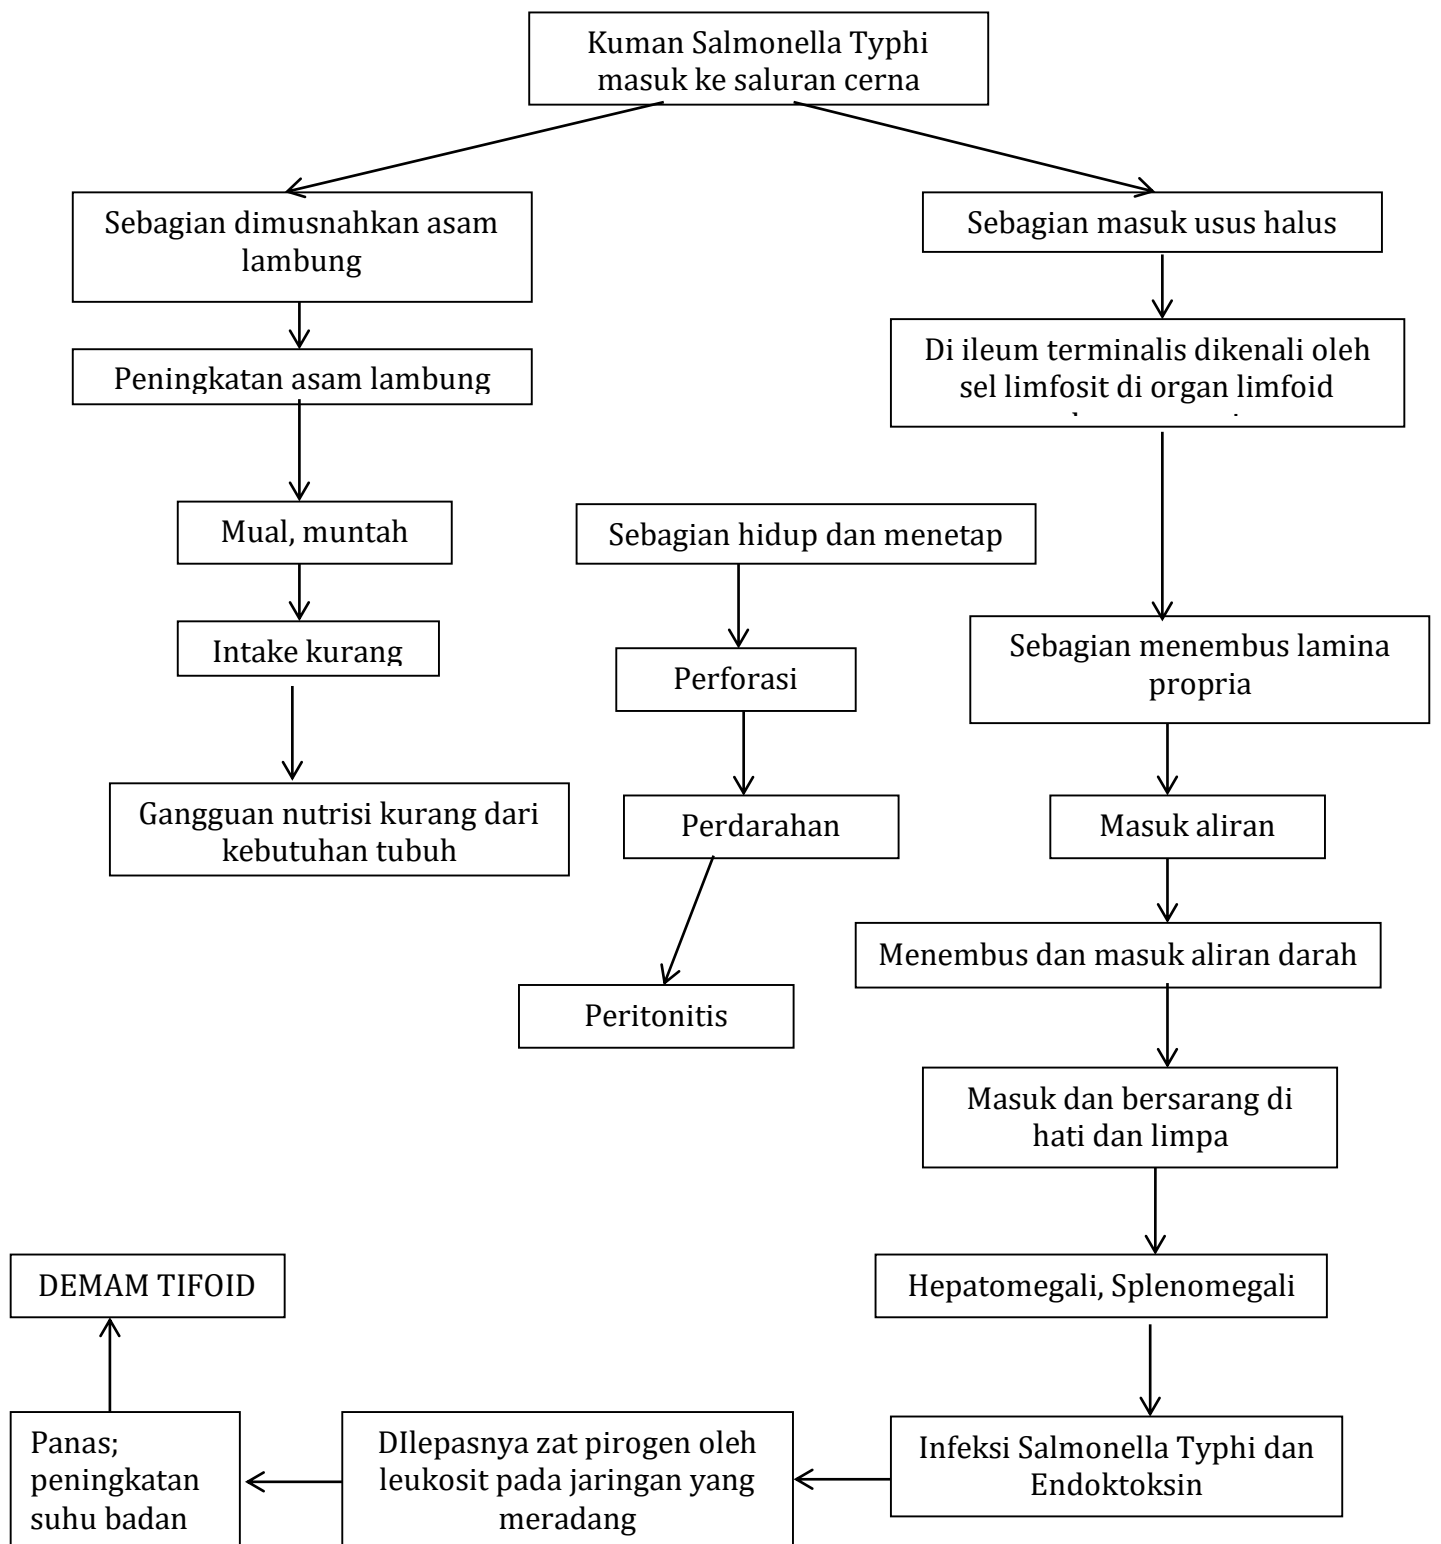 Kuman Salmonella Typhi
masuk ke saluran cerna
Sebagian dimusnahkan asam
lambung
Peningkatan asam lambung
Mual, muntah
Intake kurang
Gangguan nutrisi kurang dari
kebutuhan tubuh
Sebagian hidup dan menetap
Perforasi
Perdarahan
Peritonitis
Sebagian masuk usus halus
Di ileum terminalis dikenali oleh
sel limfosit di organ limfoid
Sebagian menembus lamina
propria
Masuk aliran
Menembus dan masuk aliran darah
Masuk dan bersarang di
hati dan limpa
Hepatomegali, Splenomegali
Infeksi Salmonella Typhi dan
Endoktoksin
DIlepasnya zat pirogen oleh
leukosit pada jaringan yang
meradang
Panas;
peningkatan
suhu badan
DEMAM TIFOID